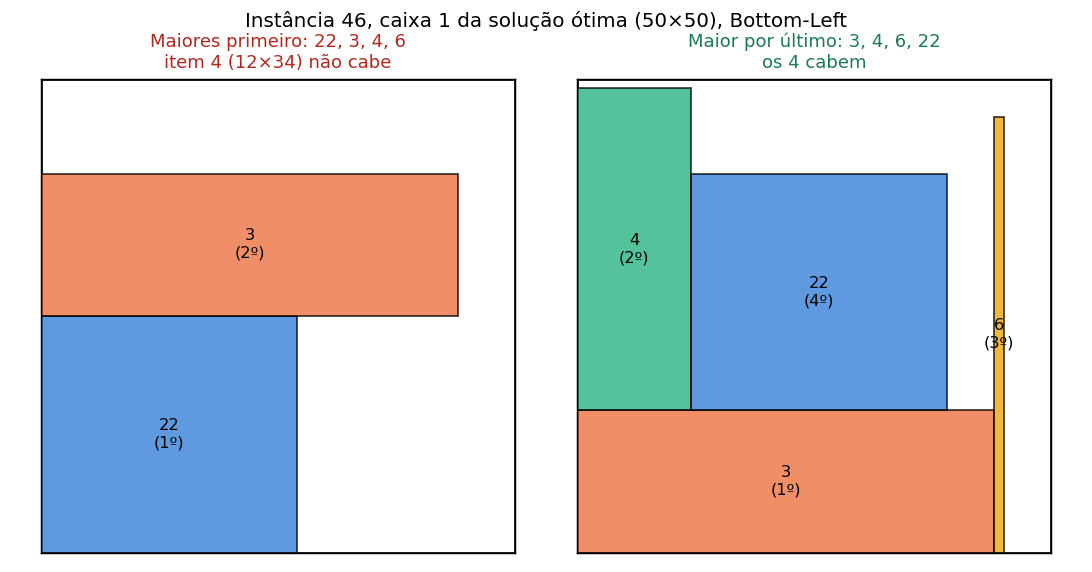 Instância 46, caixa 1 da solução ótima (50×50), Bottom-Left
Maiores primeiro: 22, 3, 4, 6
item 4 (12×34) não cabe
3
(2º)
22
(1º)
Maior por último: 3, 4, 6, 22
os 4 cabem
4
(2º)
22
(4º)
6
(3º)
3
(1º)